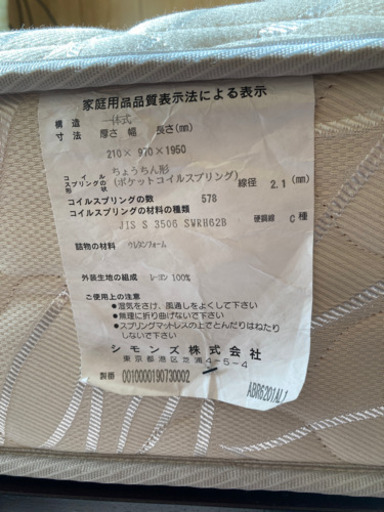 家庭用品品質表示法による表示
構造 一体式
寸法 厚さ 幅 長さ(mm)
210× 970×1950
コイル ちょうちん形
スプリングの形状 (ポケットコイルスプリング) 線径 2.1(mm)
コイルスプリングの数 578
コイルスプリングの材料の種類
JIS S 3506 SWRH62B 硬鋼線 C種
詰物の材料 ウレタンフォーム
外装生地の組成 レーヨン 100%
ご使用上の注意
●湿気をさけ、風通しをよくして下さい
●無理に折り曲げないで下さい
●スプリングマットレスの上でとんだりはねたり
しないで下さい
シモンズ株式会社
東京都港区芝浦4-5-4
製番 0010000190730002
ABR6201AL1